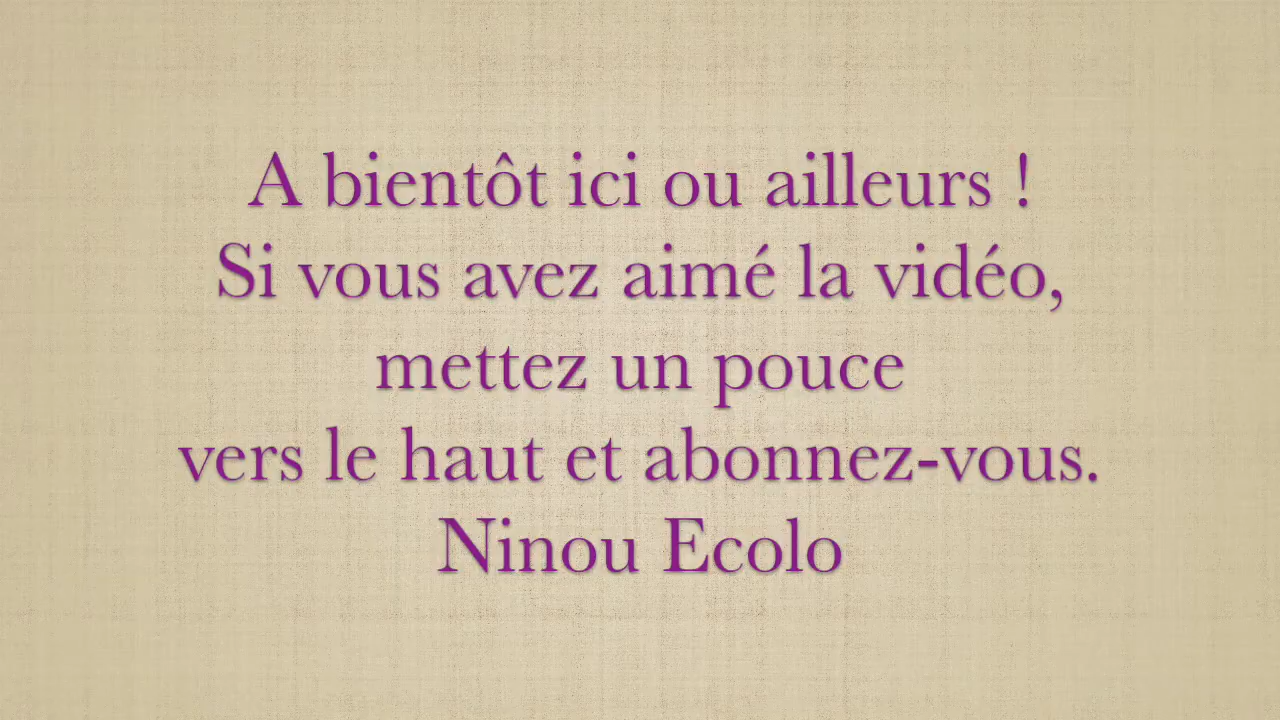 A bientôt ici ou ailleurs !
Si vous avez aimé la vidéo,
mettez un pouce
vers le haut et abonnez-vous.
Ninou Ecolo